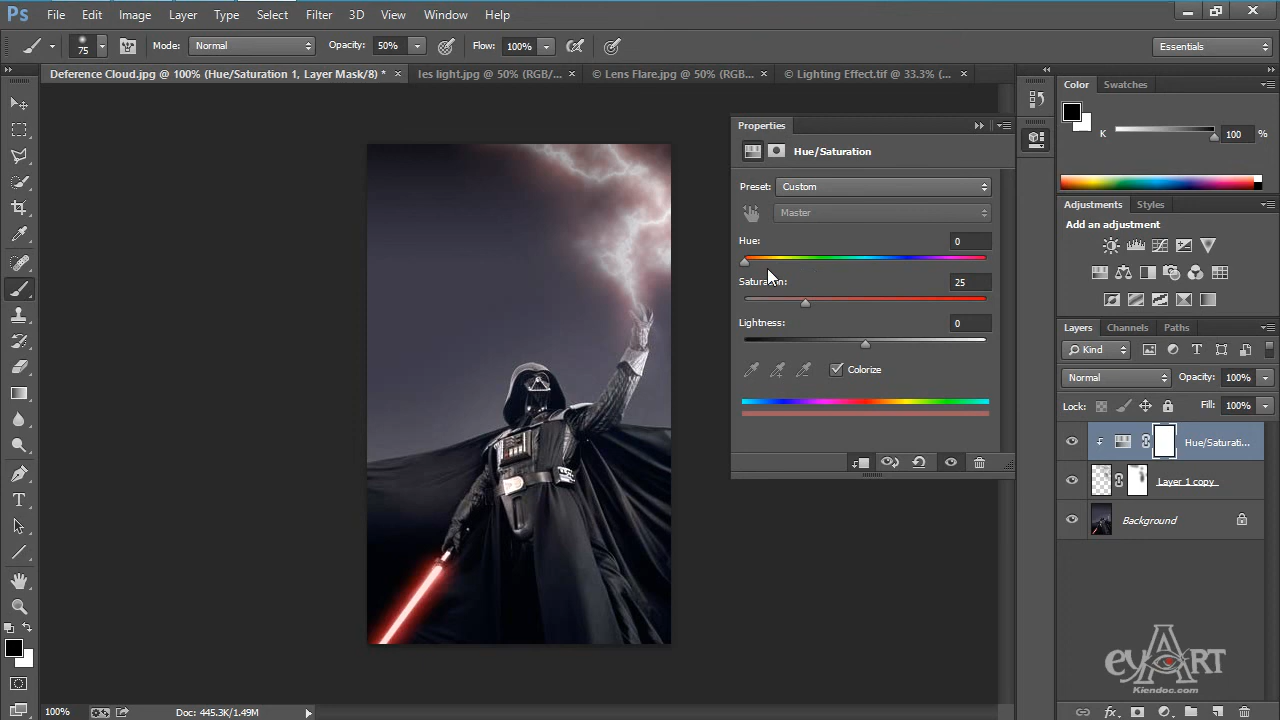 Ps File Edit Image Layer Type Select Filter 3D View Window Help
75 Mode: Normal Opacity: 50% Flow: 100% Essentials
Deference Cloud.jpg @ 100% (Hue/Saturation 1, Layer Mask/8) * × les light.jpg @ 50% (RGB/... × © Lens Flare.jpg @ 50% (RGB... × © Lighting Effect.tif @ 33.3% (... ×
Properties
Hue/Saturation
Preset: Custom
Master
Hue: 0
Saturation: 25
Lightness: 0
Colorize
Color Swatches
K 100 %
Adjustments Styles
Add an adjustment
Layers Channels Paths
Kind
Normal Opacity: 100%
Lock: Fill: 100%
Hue/Saturati...
Layer 1 copy
Background
eyART
Kiendoc.com
100% Doc: 445.3K/1.49M